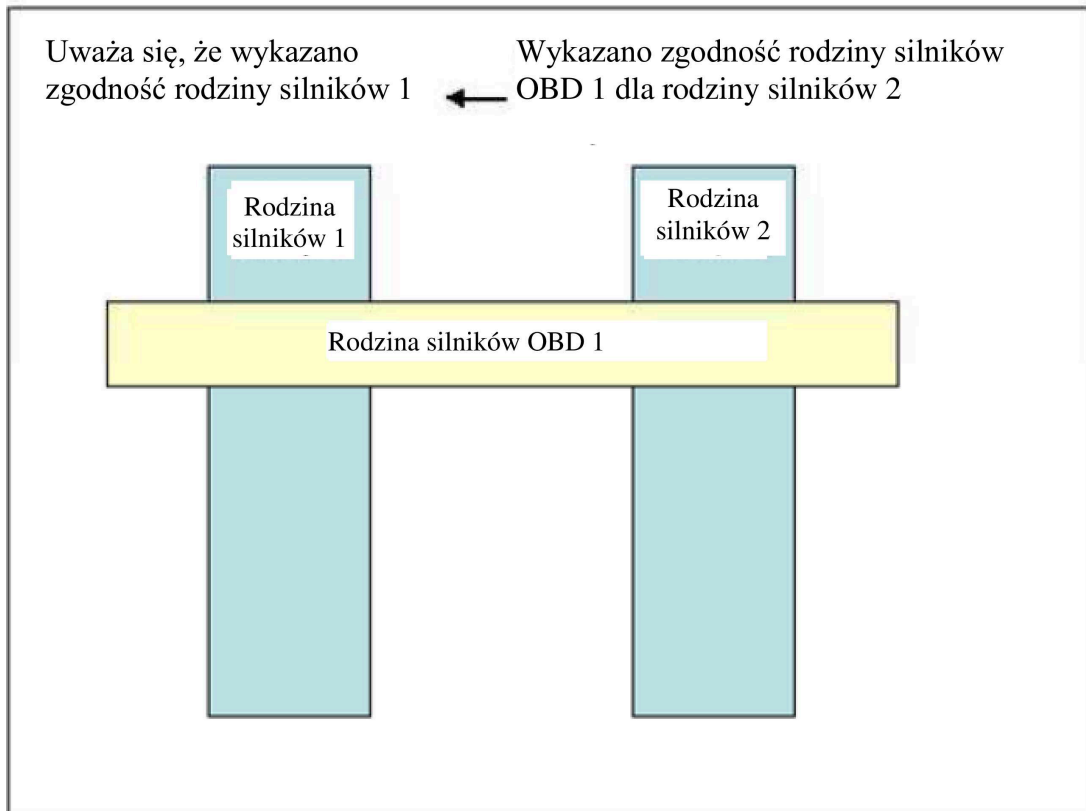 Uważa się, że wykazano
zgodność rodziny silników 1
Wykazano zgodność rodziny silników
OBD 1 dla rodziny silników 2
Rodzina
silników 1
Rodzina
silników 2
Rodzina silników OBD 1